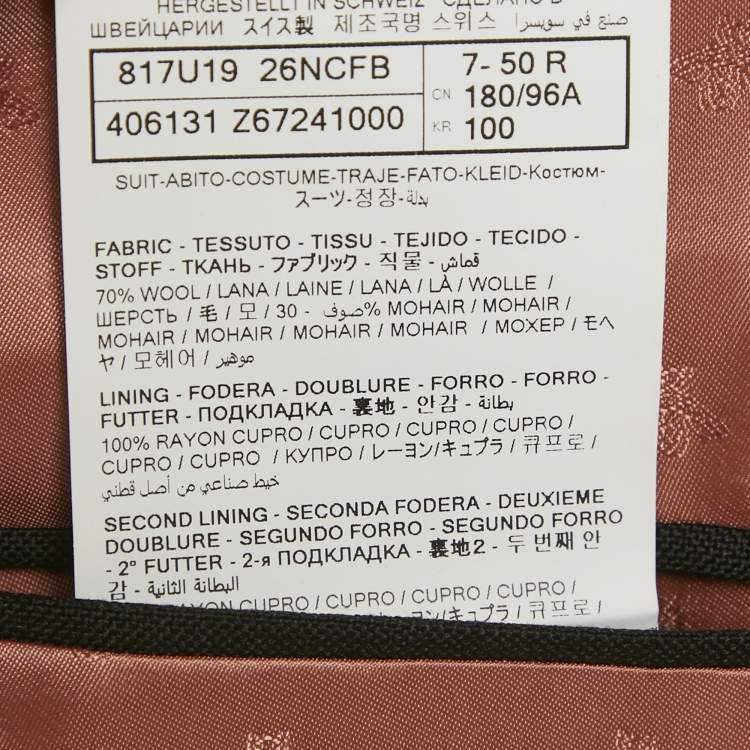 HERGESTELLT IN SCHWEIZ - СДЕЛАНО В
ШВЕЙЦАРИИ スイス製 제조국명 스위스 صنع في سويسرا
817U19 26NCFB
7- 50 R
406131 Z67241000
CN 180/96A
KR 100
SUIT-ABITO-COSTUME-TRAJE-FATO-KLEID-Костюм-
スーツ-정장-بدلة
FABRIC - TESSUTO - TISSU - TEJIDO - TECIDO -
STOFF - ТКАНЬ - ファブリック - 직물 - قماش
70% WOOL / LANA / LAINE / LANA / LÀ / WOLLE /
ШЕРСТЬ / 毛 / 모 / صوف - 30% MOHAIR / MOHAIR /
MOHAIR / MOHAIR / MOHAIR / MOHAIR / МОХЕР / モヘ
ヤ / 모헤어 / موهير
LINING - FODERA - DOUBLURE - FORRO - FORRO -
FUTTER - ПОДКЛАДКА - 裏地 - 안감 - بطانة
100% RAYON CUPRO / CUPRO / CUPRO / CUPRO /
CUPRO / CUPRO / КУПРО / レーヨン/キュプラ / 큐프로 /
خيط صناعي من أصل قطني
SECOND LINING - SECONDA FODERA - DEUXIEME
DOUBLURE - SEGUNDO FORRO - SEGUNDO FORRO
- 2° FUTTER - 2-я ПОДКЛАДКА - 裏地2 - 두 번째 안
감 - البطانة الثانية
RAYON CUPRO / CUPRO / CUPRO / CUPRO /
キュプラ / 큐프로 /